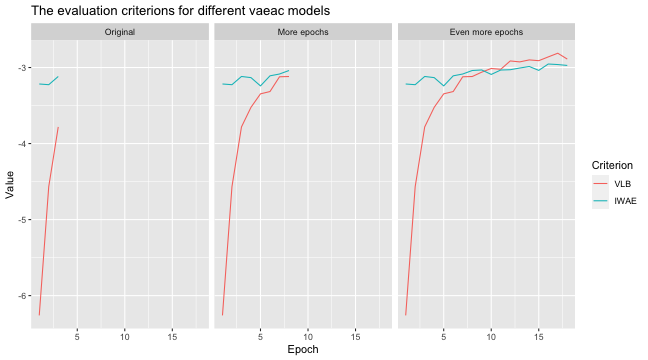 The evaluation criterions for different vaeac models
Original
More epochs
Even more epochs
Value
-3
-4
-5
-6
5 10 15
5 10 15
5 10 15
Epoch
Criterion
VLB
IWAE